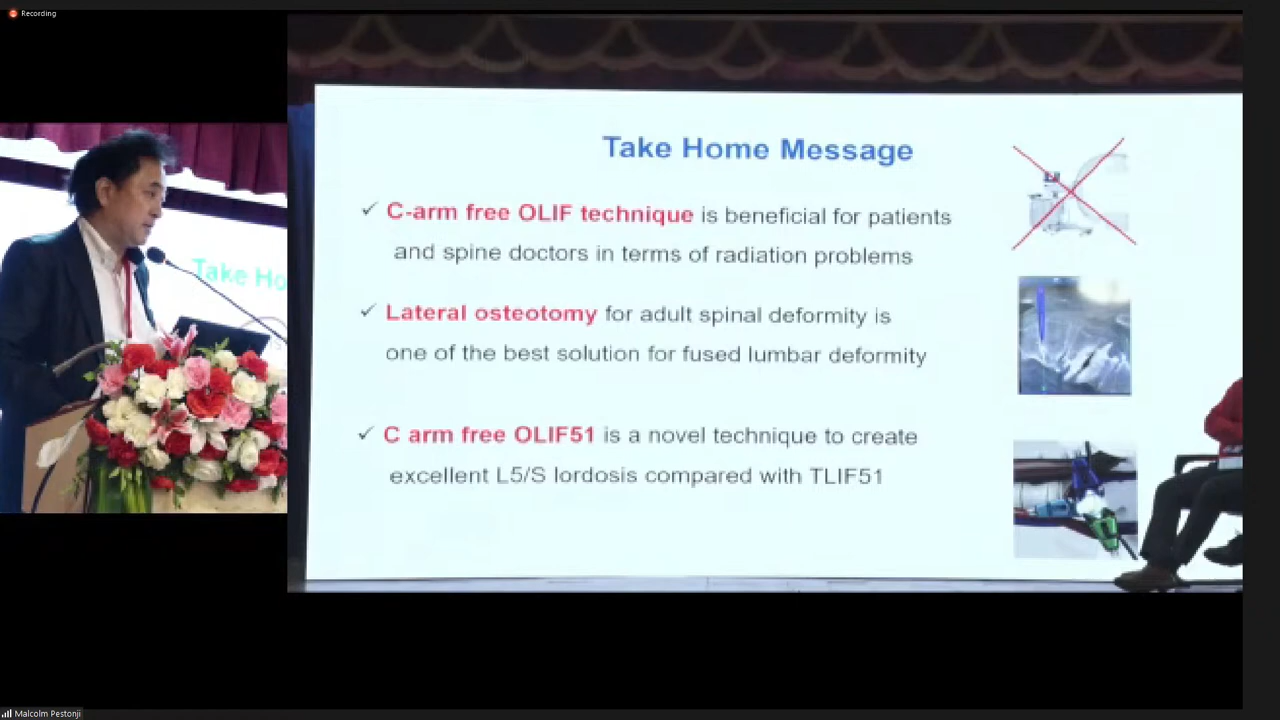 Recording
Take Home Message
Take Ho
✓ C-arm free OLIF technique is beneficial for patients
and spine doctors in terms of radiation problems
✓ Lateral osteotomy for adult spinal deformity is
one of the best solution for fused lumbar deformity
✓ C arm free OLIF51 is a novel technique to create
excellent L5/S lordosis compared with TLIF51
Malcolm Pestonji